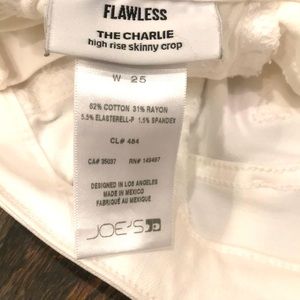 FLAWLESS
THE CHARLIE
high rise skinny crop
W 25
62% COTTON 31% RAYON
5.5% ELASTERELL-P 1.5% SPANDEX
CL# 484
CA# 35037 RN# 149497
DESIGNED IN LOS ANGELES
MADE IN MEXICO
FABRIQUÉ AU MEXIQUE
JOE'S